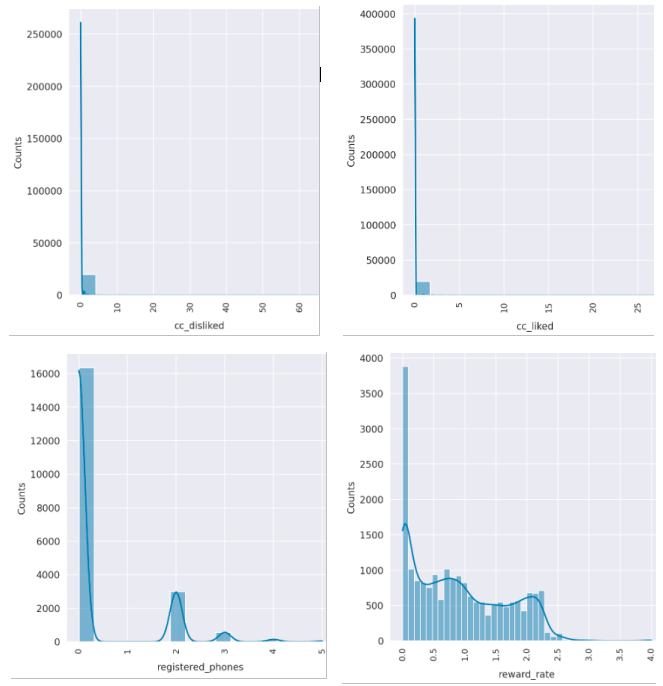 250000
200000
150000
100000
50000
0
Counts
0 10 20 30 40 50 60
cc_disliked
400000
350000
300000
250000
200000
150000
100000
50000
0
Counts
0 5 10 15 20 25
cc_liked
16000
14000
12000
10000
8000
6000
4000
2000
0
Counts
0 1 2 3 4 5
registered_phones
4000
3500
3000
2500
2000
1500
1000
500
0
Counts
0.0 0.5 1.0 1.5 2.0 2.5 3.0 3.5 4.0
reward_rate